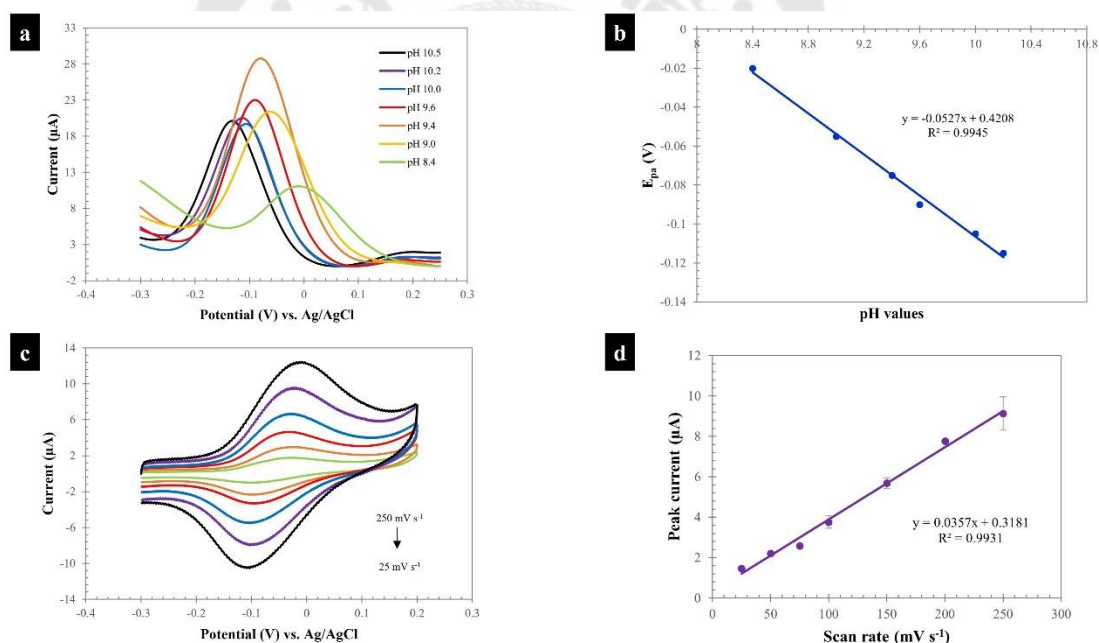 a
33
28
23
18
13
8
3
-2
-0.4
-0.3
-0.2
-0.1
0
0.1
0.2
0.3
Current (µA)
Potential (V) vs. Ag/AgCl
pH 10.5
pH 10.2
pH 10.0
pH 9.6
pH 9.4
pH 9.0
pH 8.4
b
8
8.4
8.8
9.2
9.6
10
10.4
10.8
0
-0.02
-0.04
-0.06
-0.08
-0.1
-0.12
-0.14
Epa (V)
pH values
y = -0.0527x + 0.4208
R² = 0.9945
c
14
10
6
2
-2
-6
-10
-14
-0.4
-0.3
-0.2
-0.1
0
0.1
0.2
0.3
Current (µA)
Potential (V) vs. Ag/AgCl
250 mV s⁻¹
25 mV s⁻¹
d
12
10
8
6
4
2
0
0
50
100
150
200
250
300
Peak current (µA)
Scan rate (mV s⁻¹)
y = 0.0357x + 0.3181
R² = 0.9931